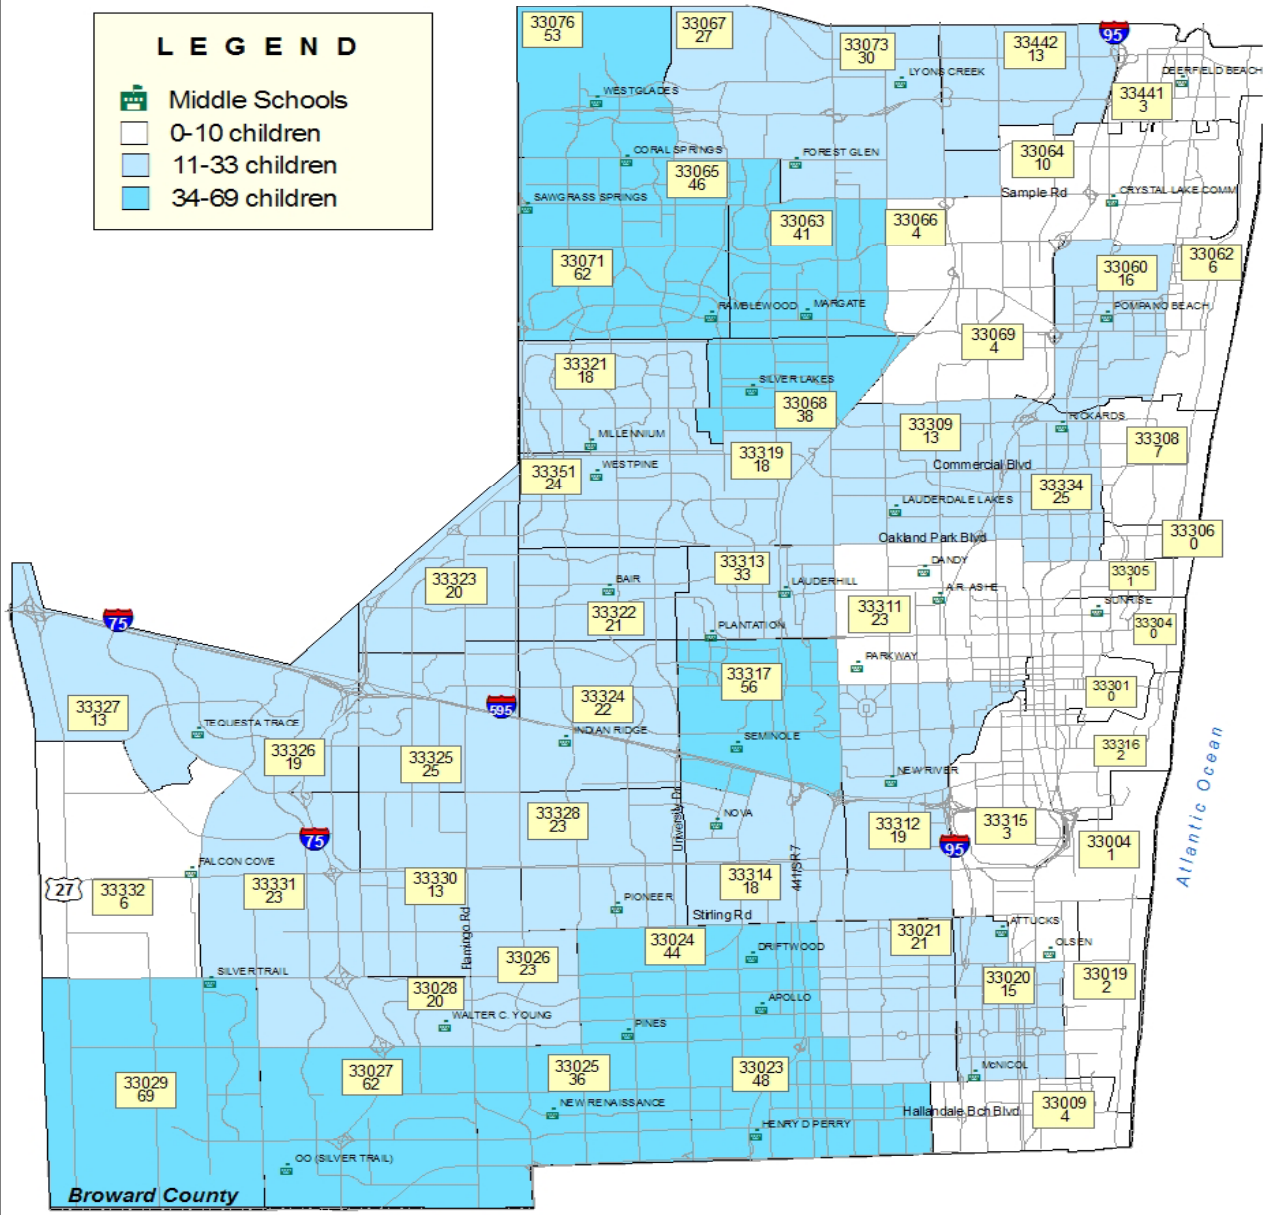 LEGEND
Middle Schools
0-10 children
11-33 children
34-69 children
33076
53
33067
27
33073
30
33442
13
95
LYONS CREEK
DEERFIELD BEACH
33441
3
WESTGLADES
CORAL SPRINGS
FOREST GLEN
33064
10
33065
46
Sample Rd
CRYSTAL LAKE COMM
SAWGRASS SPRINGS
33063
41
33066
4
33071
62
33060
16
33062
6
RAMBLEWOOD
MARGATE
POMPANO BEACH
33069
4
33321
18
SILVER LAKES
33068
38
RICKARDS
33309
13
33308
7
MILLENNIUM
33319
18
Commercial Blvd
33351
24
WESTPINE
33334
25
LAUDERDALE LAKES
Oakland Park Blvd
33306
0
DANDY
33313
33
33305
1
33323
20
BAIR
LAUDERHILL
A.R. ASHE
SUNRISE
33322
21
33311
23
75
PLANTATION
33304
0
PARKWAY
33317
56
33301
0
33324
22
33327
13
595
TEQUESTA TRACE
INDIAN RIDGE
SEMINOLE
33316
2
33326
19
33325
25
NEW RIVER
Atlantic Ocean
University Dr
33328
23
NOVA
33312
19
33315
3
75
95
33004
1
FALCON COVE
441/SR 7
27
33332
6
33331
23
33330
13
33314
18
PIONEER
Stirling Rd
Flamingo Rd
ATTUCKS
33021
21
33024
44
DRIFTWOOD
OLSEN
33026
23
SILVER TRAIL
33020
15
33019
2
33028
20
APOLLO
WALTER C. YOUNG
PINES
33029
69
33027
62
33025
36
33023
48
McNICOL
NEW RENAISSANCE
Hallandale Bch Blvd
33009
4
HENRY D PERRY
OO (SILVER TRAIL)
Broward County